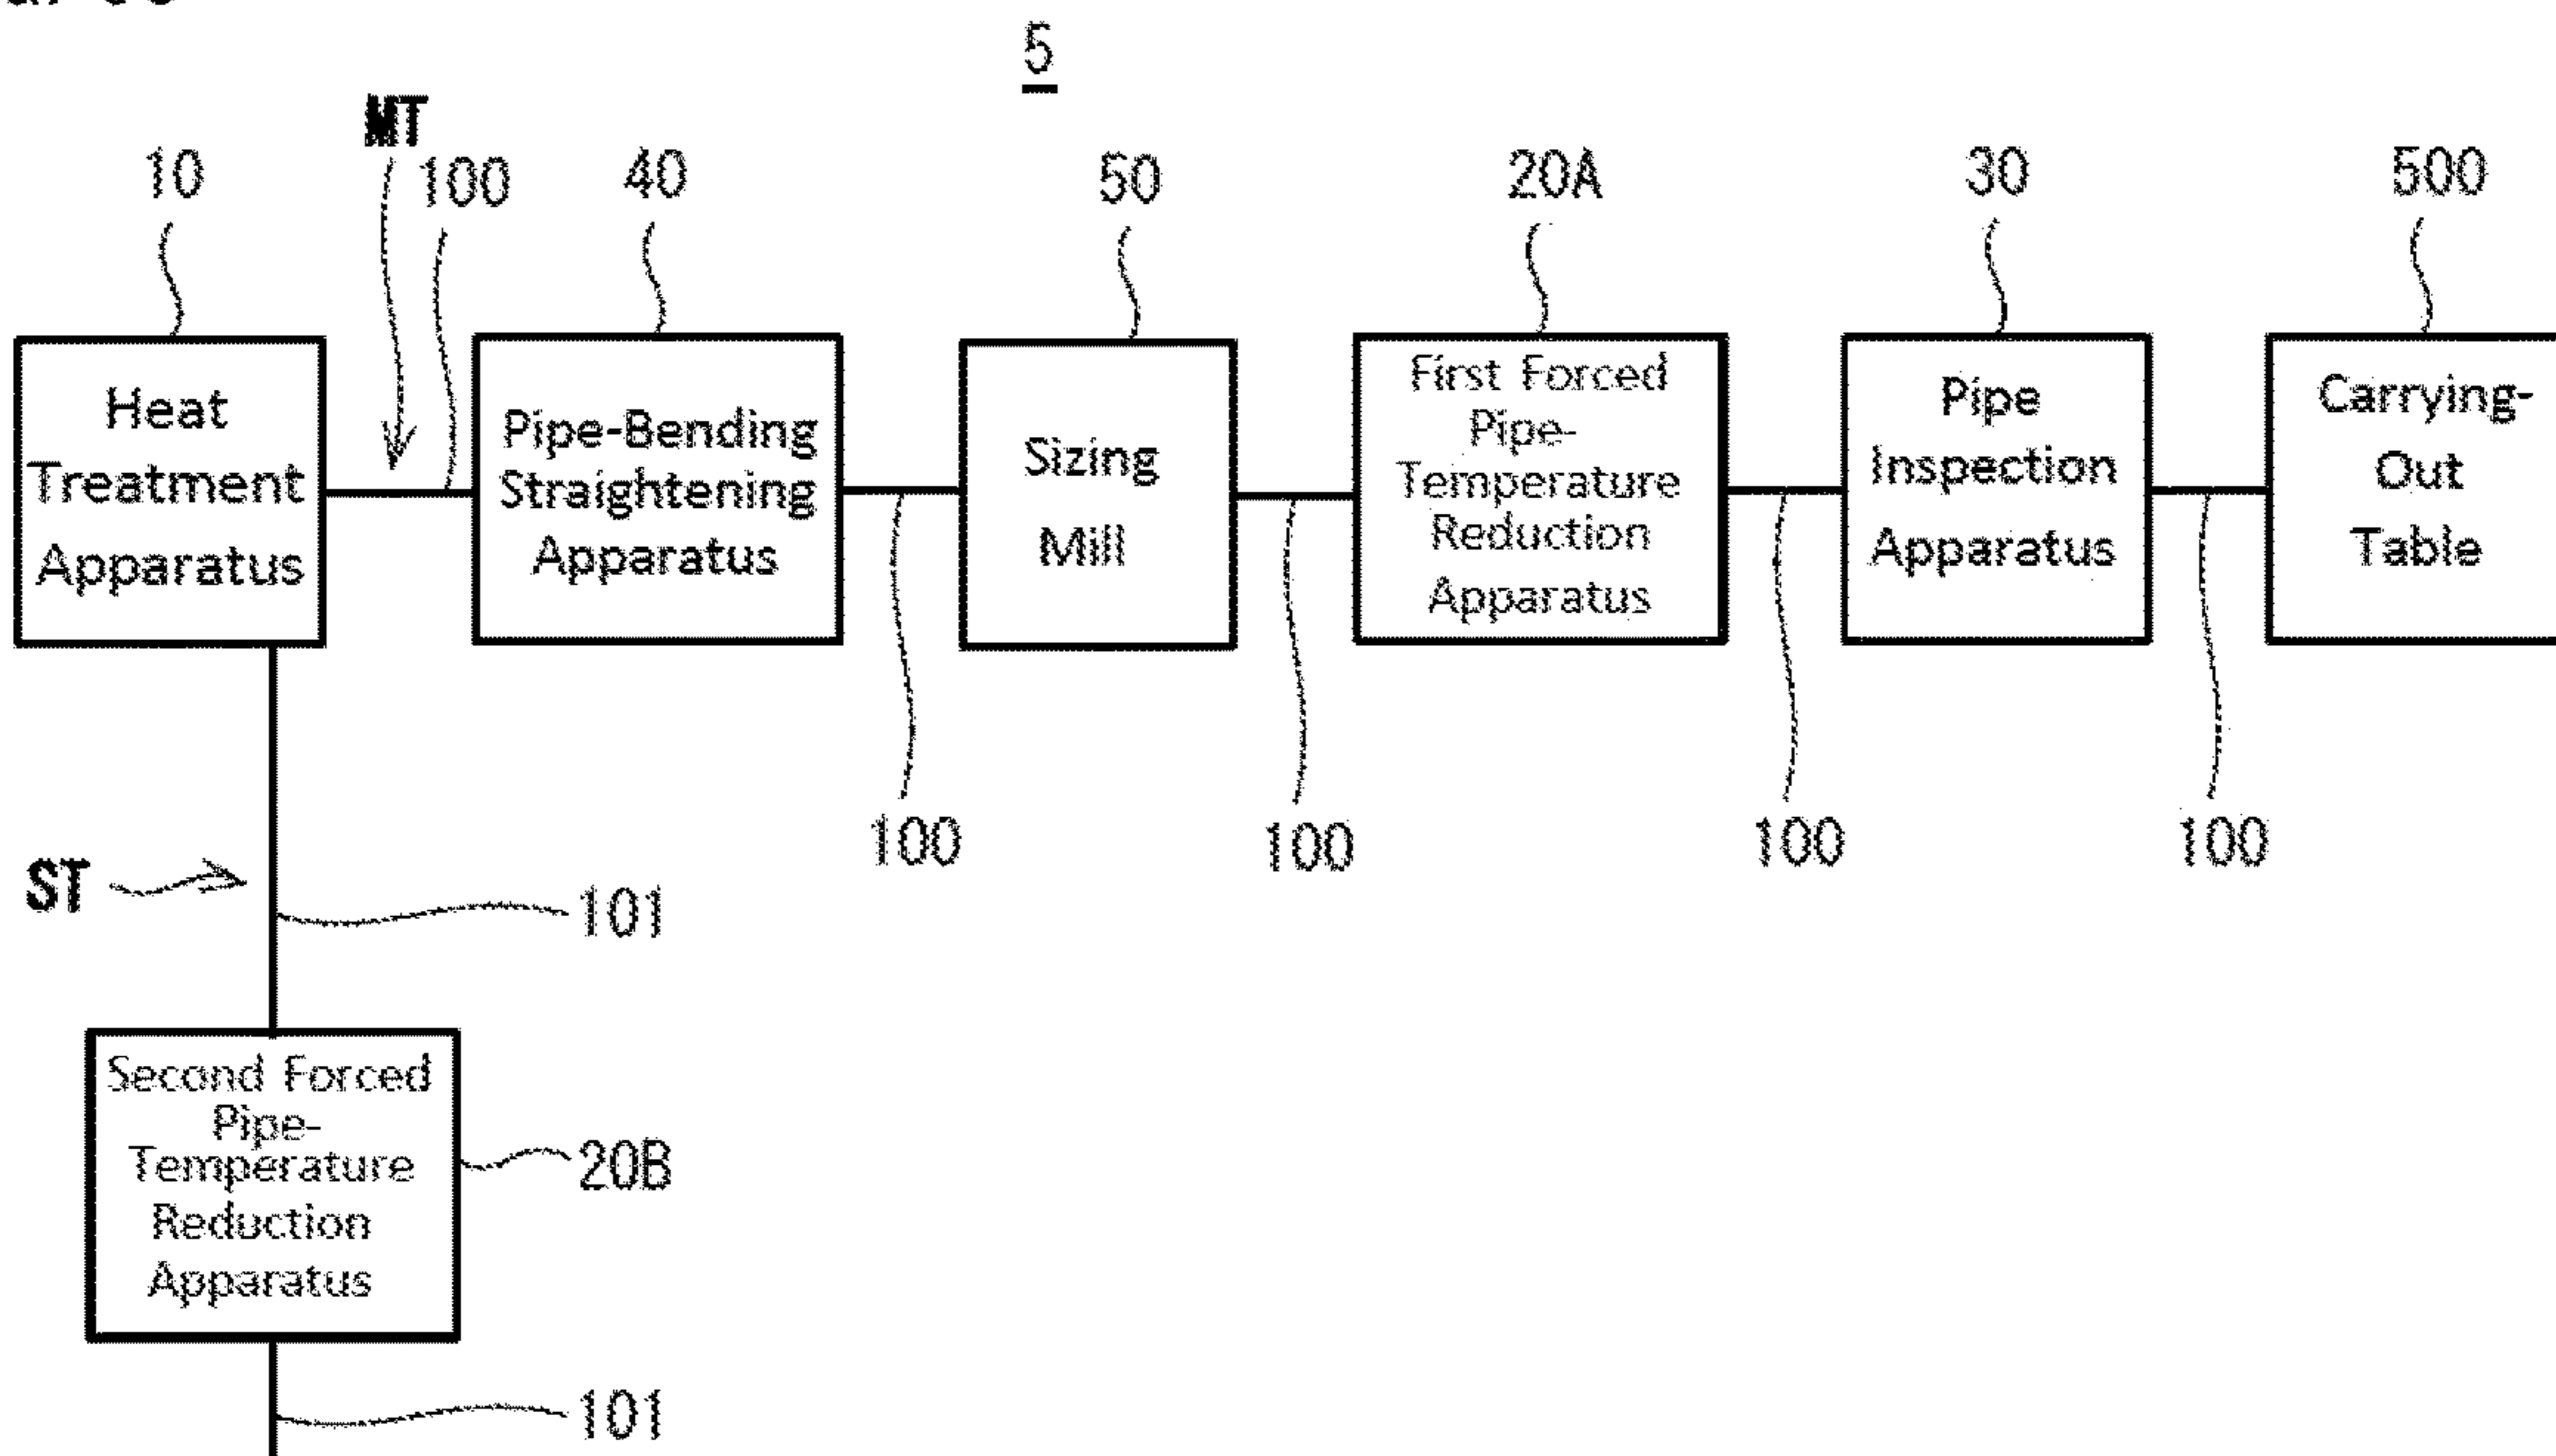 5
MT
10
100
40
50
20A
30
500
Heat
Treatment
Apparatus
Pipe-Bending
Straightening
Apparatus
Sizing
Mill
First Forced
Pipe-
Temperature
Reduction
Apparatus
Pipe
Inspection
Apparatus
Carrying-
Out
Table
100
100
100
100
ST
101
Second Forced
Pipe-
Temperature
Reduction
Apparatus
20B
101